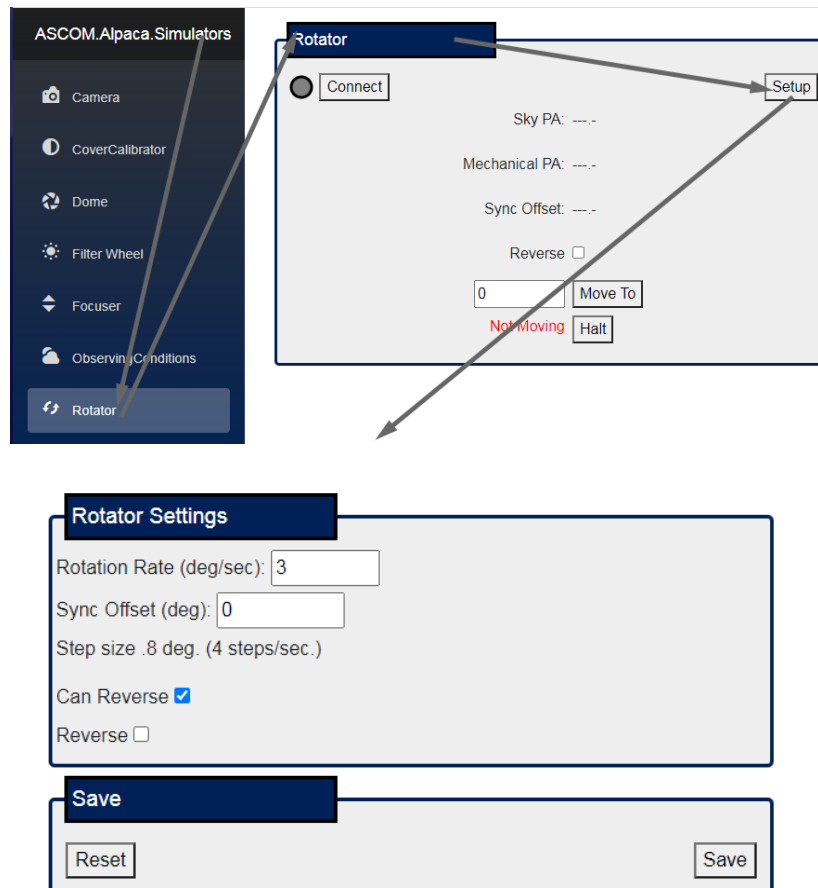 ASCOM.Alpaca.Simulators
Camera
CoverCalibrator
Dome
Filter Wheel
Focuser
ObservingConditions
Rotator
Rotator
Connect
Setup
Sky PA: ---.-
Mechanical PA: ---.-
Sync Offset: ---.-
Reverse
0 Move To
Not Moving Halt
Rotator Settings
Rotation Rate (deg/sec): 3
Sync Offset (deg): 0
Step size .8 deg. (4 steps/sec.)
Can Reverse
Reverse
Save
Reset
Save